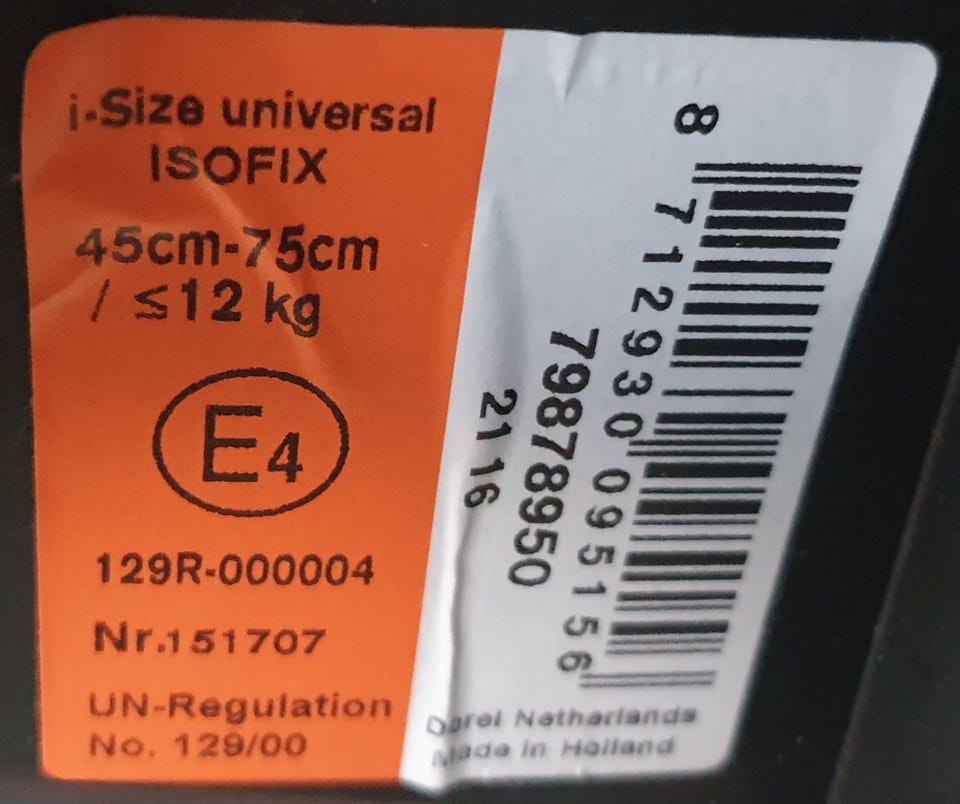 i-Size universal
ISOFIX
45cm-75cm
/ ≤12 kg
E4
129R-000004
Nr.151707
UN-Regulation
No. 129/00
8 712930 095156
79878950
2116
Dorel Netherlands
Made in Holland